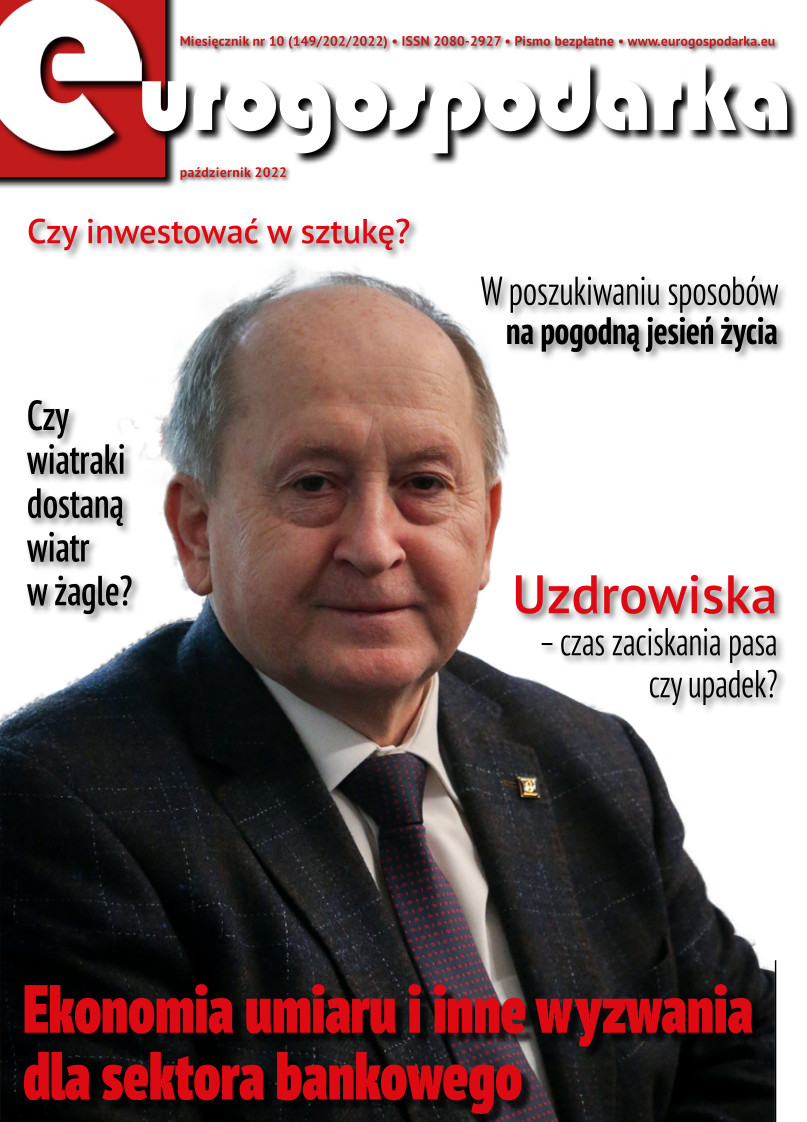 Miesięcznik nr 10 (149/202/2022) • ISSN 2080-2927 • Pismo bezpłatne • www.eurogospodarka.eu
eurogospodarka
październik 2022
Czy inwestować w sztukę?
W poszukiwaniu sposobów
na pogodną jesień życia
Czy
wiatraki
dostaną
wiatr
w żagle?
Uzdrowiska
– czas zaciskania pasa
czy upadek?
Ekonomia umiaru i inne wyzwania
dla sektora bankowego